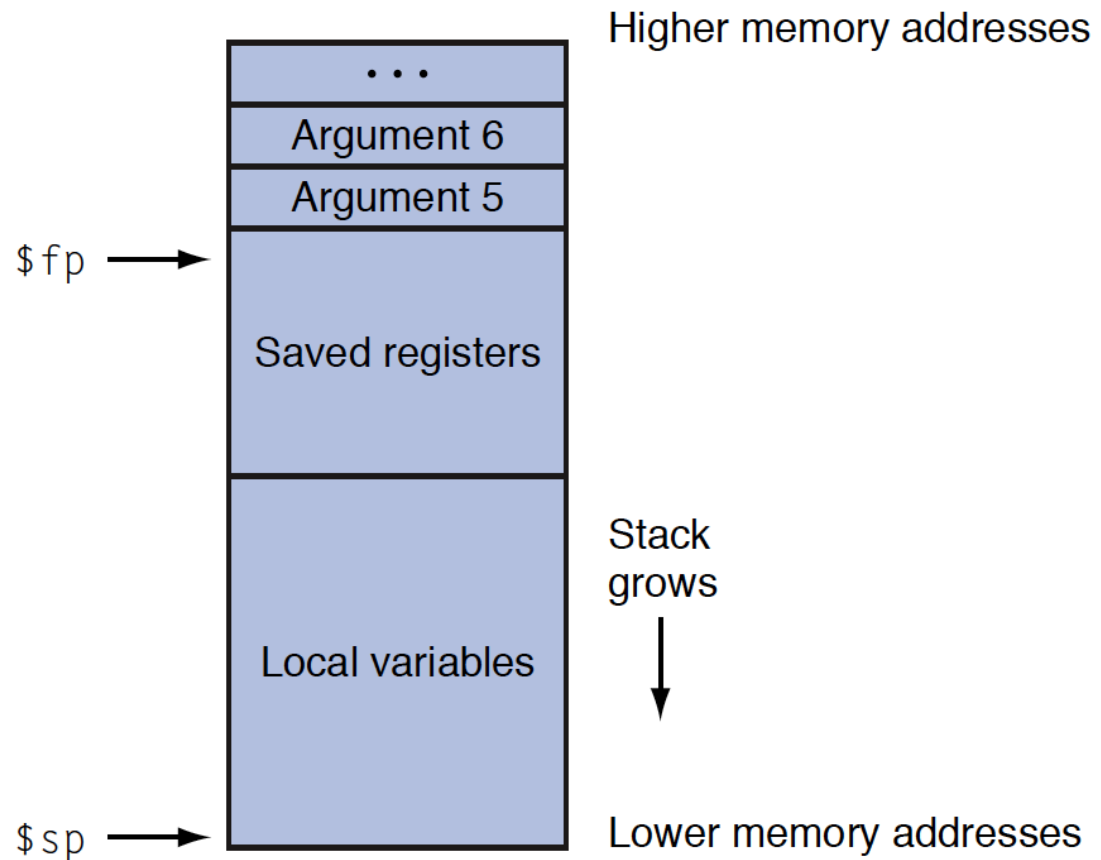 Higher memory addresses
. . .
Argument 6
Argument 5
$fp
Saved registers
Stack
grows
Local variables
$sp
Lower memory addresses